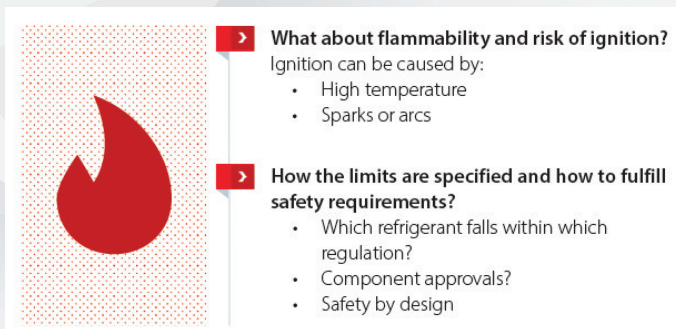 What about flammability and risk of ignition?
Ignition can be caused by:
• High temperature
• Sparks or arcs
How the limits are specified and how to fulfill
safety requirements?
• Which refrigerant falls within which
regulation?
• Component approvals?
• Safety by design